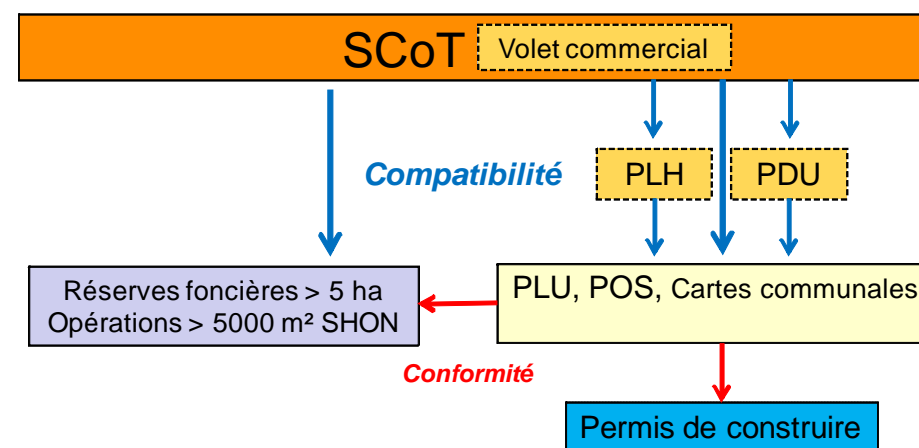 SCoT Volet commercial
Compatibilité
PLH
PDU
Réserves foncières > 5 ha
Opérations > 5000 m² SHON
PLU, POS, Cartes communales
Conformité
Permis de construire